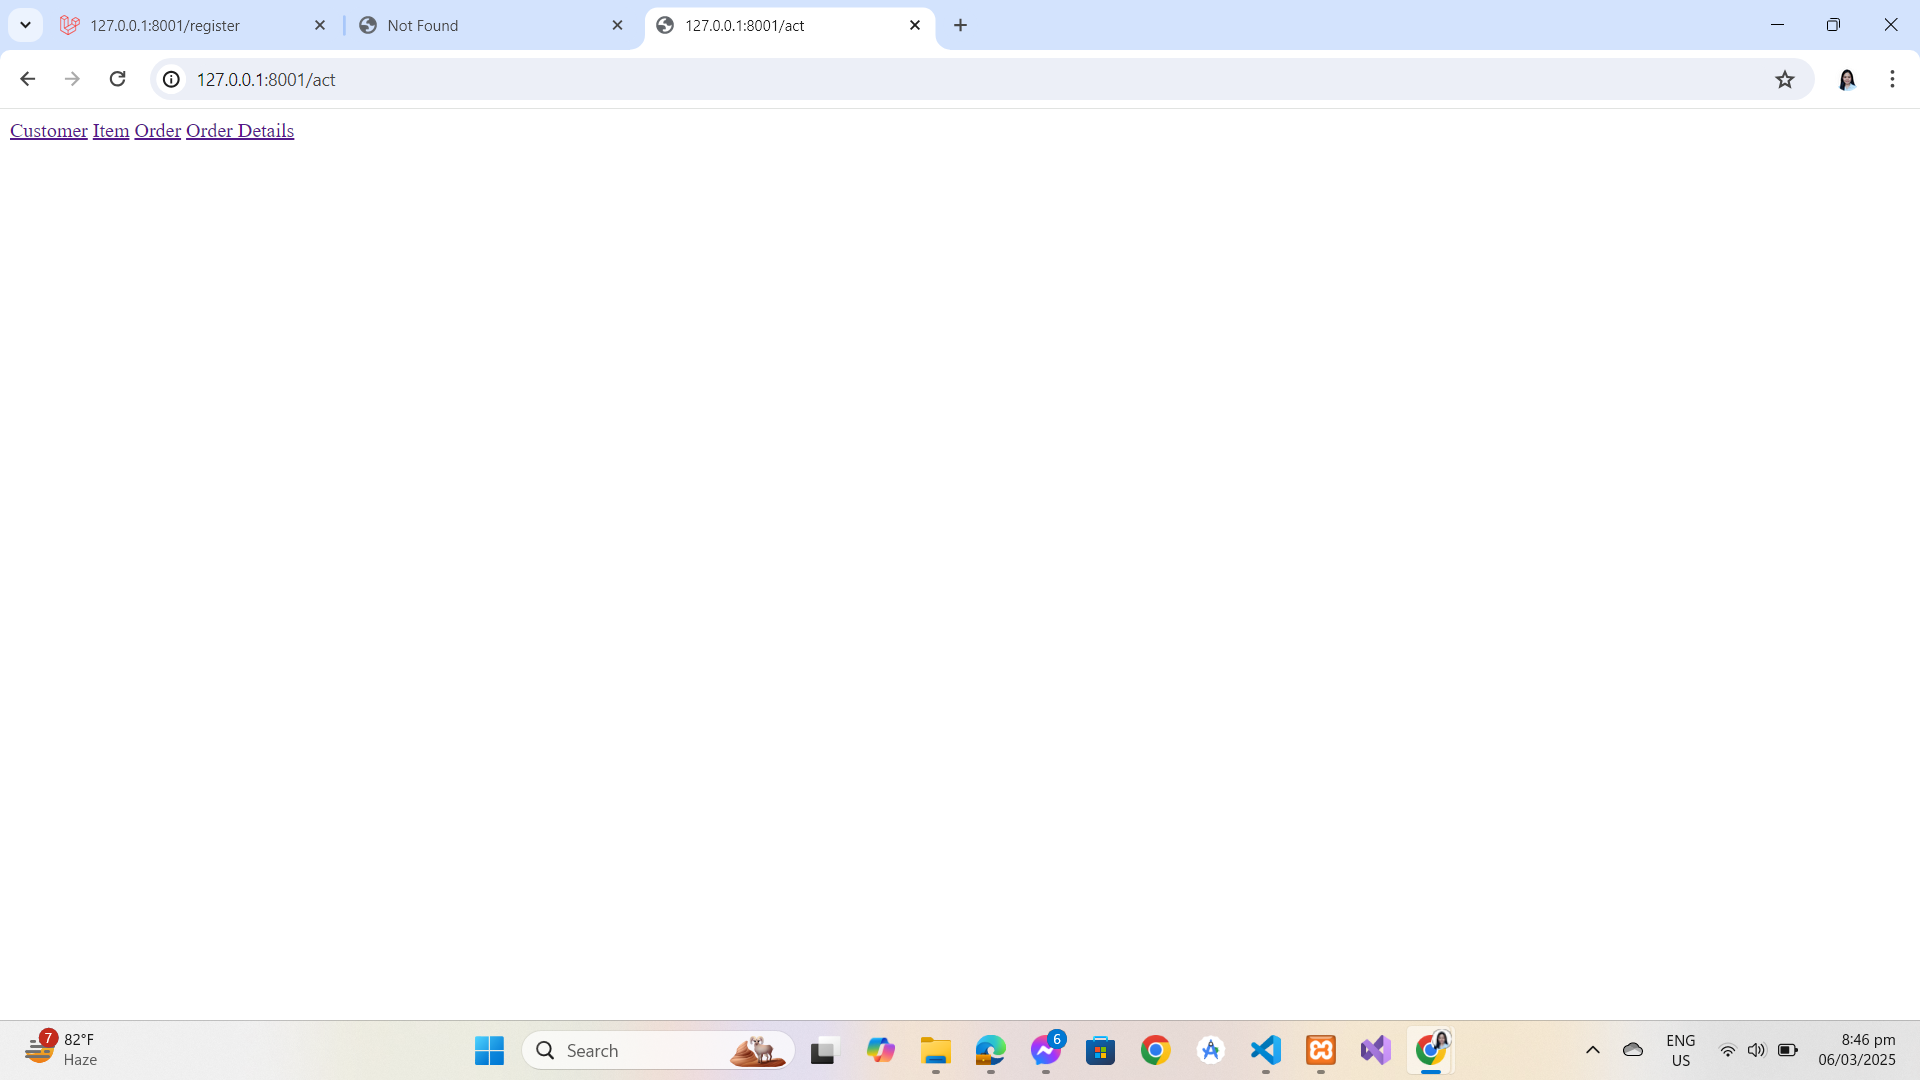 127.0.0.1:8001/register
Not Found
127.0.0.1:8001/act
127.0.0.1:8001/act
Customer Item Order Order Details
7
82°F
Haze
Search
6
ENG
US
8:46 pm
06/03/2025